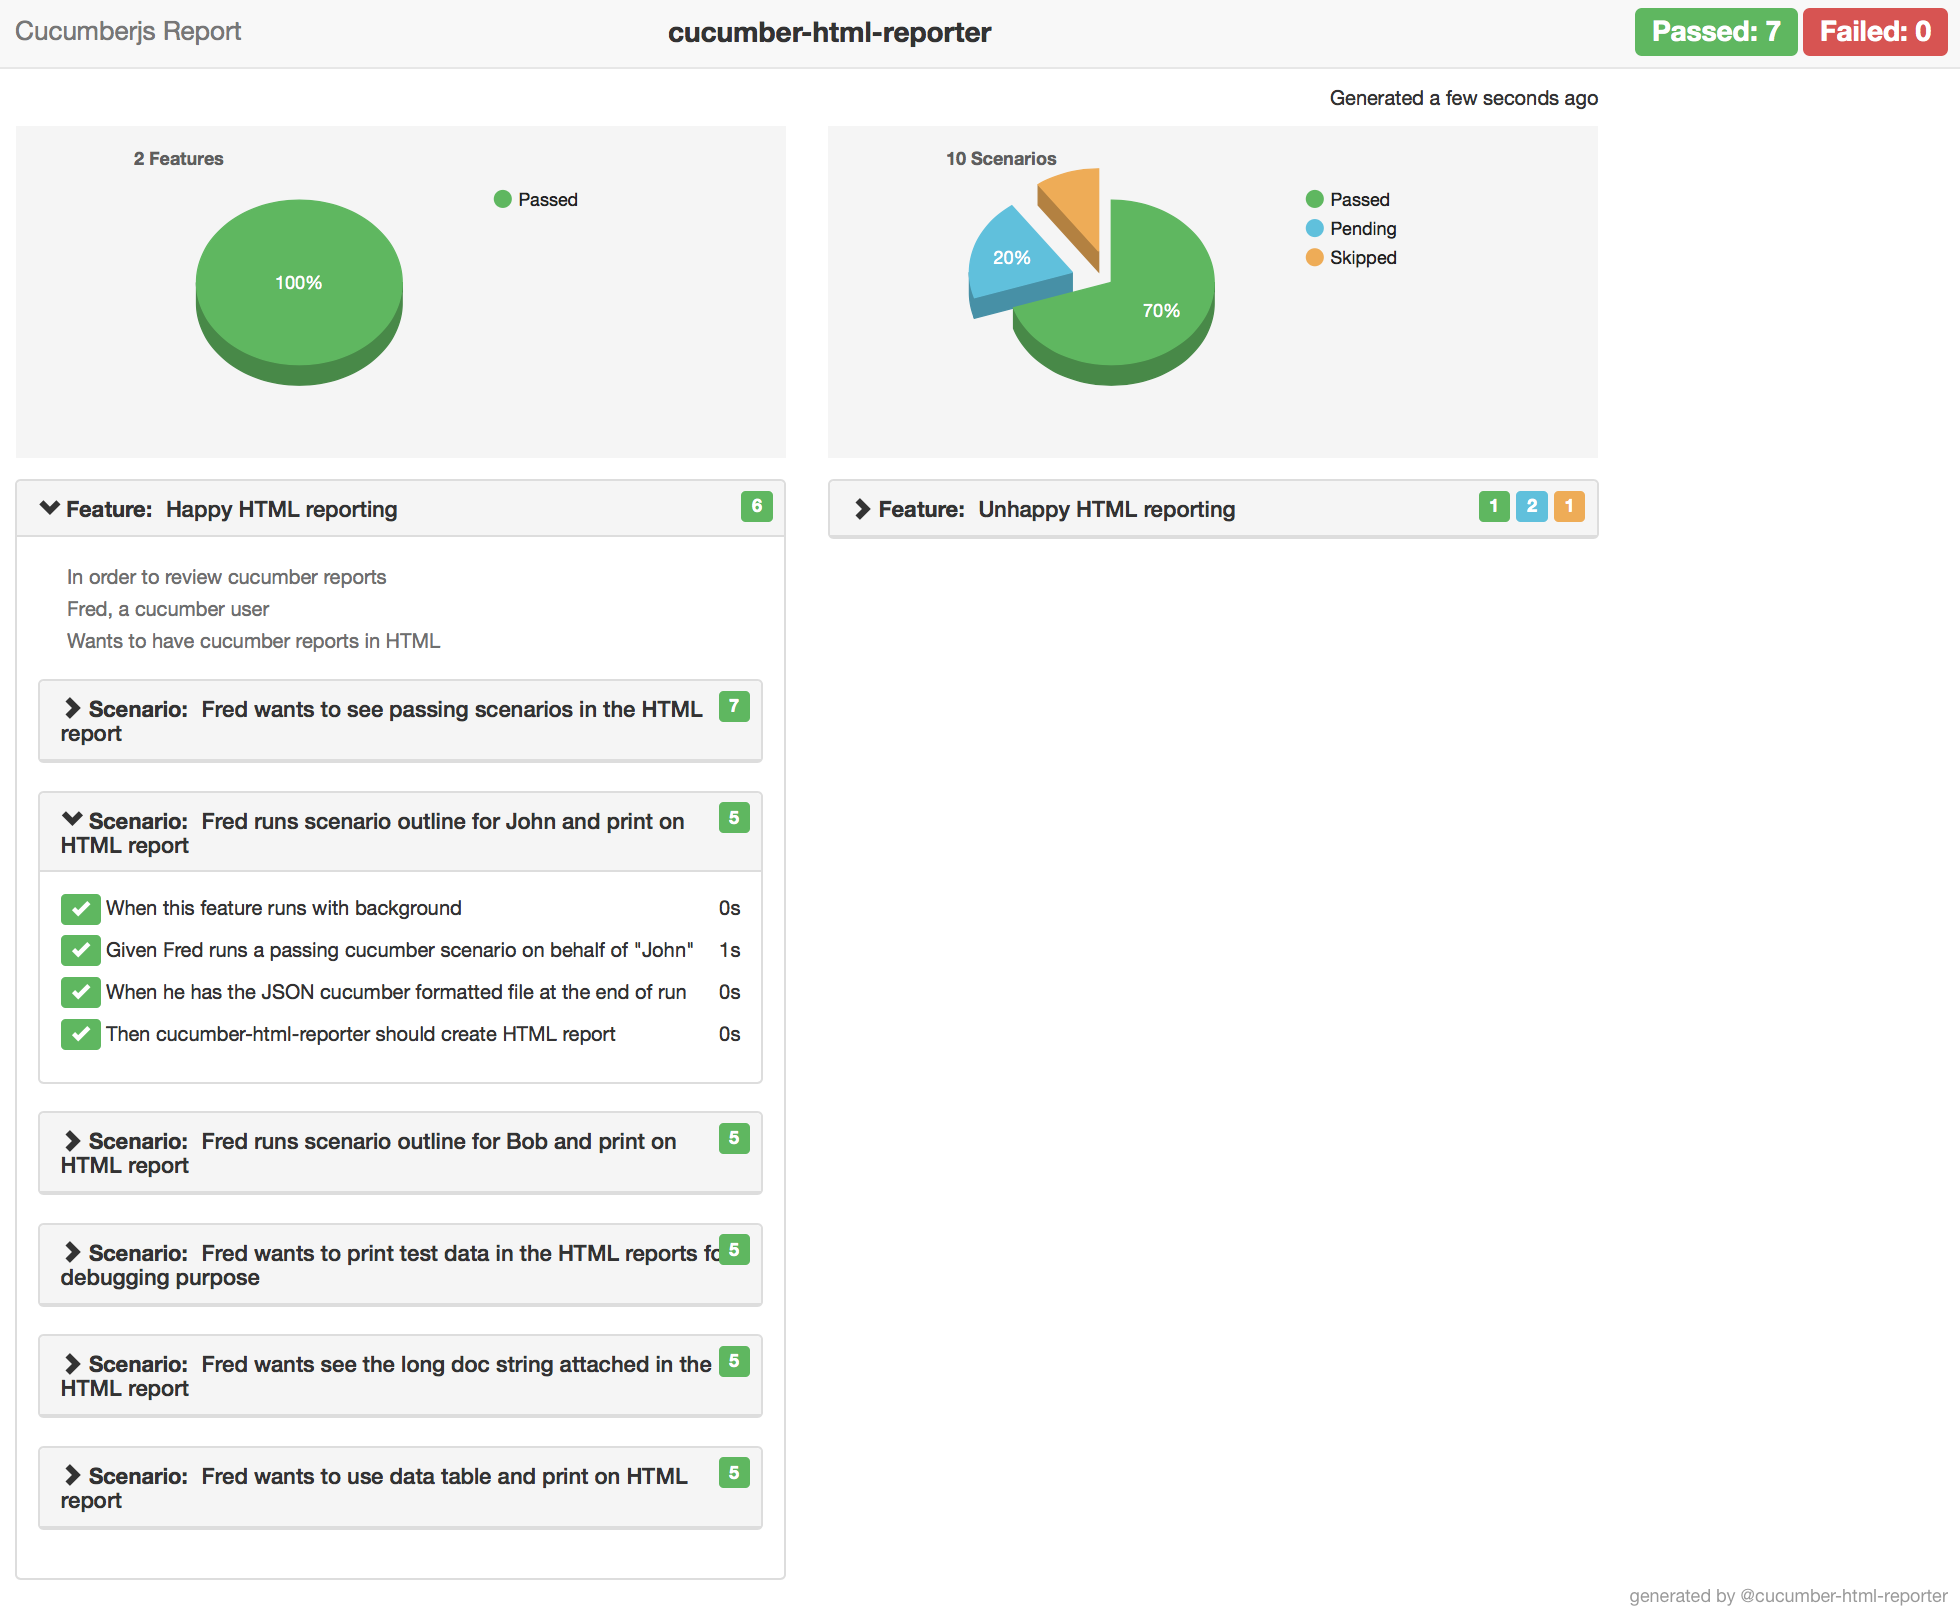 Cucumberjs Report
cucumber-html-reporter
Passed: 7
Failed: 0
Generated a few seconds ago
2 Features
Passed
100%
10 Scenarios
Passed
Pending
Skipped
20%
70%
Feature: Happy HTML reporting
6
In order to review cucumber reports
Fred, a cucumber user
Wants to have cucumber reports in HTML
Scenario: Fred wants to see passing scenarios in the HTML
report
7
Scenario: Fred runs scenario outline for John and print on
HTML report
5
When this feature runs with background 0s
Given Fred runs a passing cucumber scenario on behalf of "John" 1s
When he has the JSON cucumber formatted file at the end of run 0s
Then cucumber-html-reporter should create HTML report 0s
Scenario: Fred runs scenario outline for Bob and print on
HTML report
5
Scenario: Fred wants to print test data in the HTML reports
debugging purpose
5
Scenario: Fred wants see the long doc string attached in the
HTML report
5
Scenario: Fred wants to use data table and print on HTML
report
5
Feature: Unhappy HTML reporting
1 2 1
generated by @cucumber-html-reporter